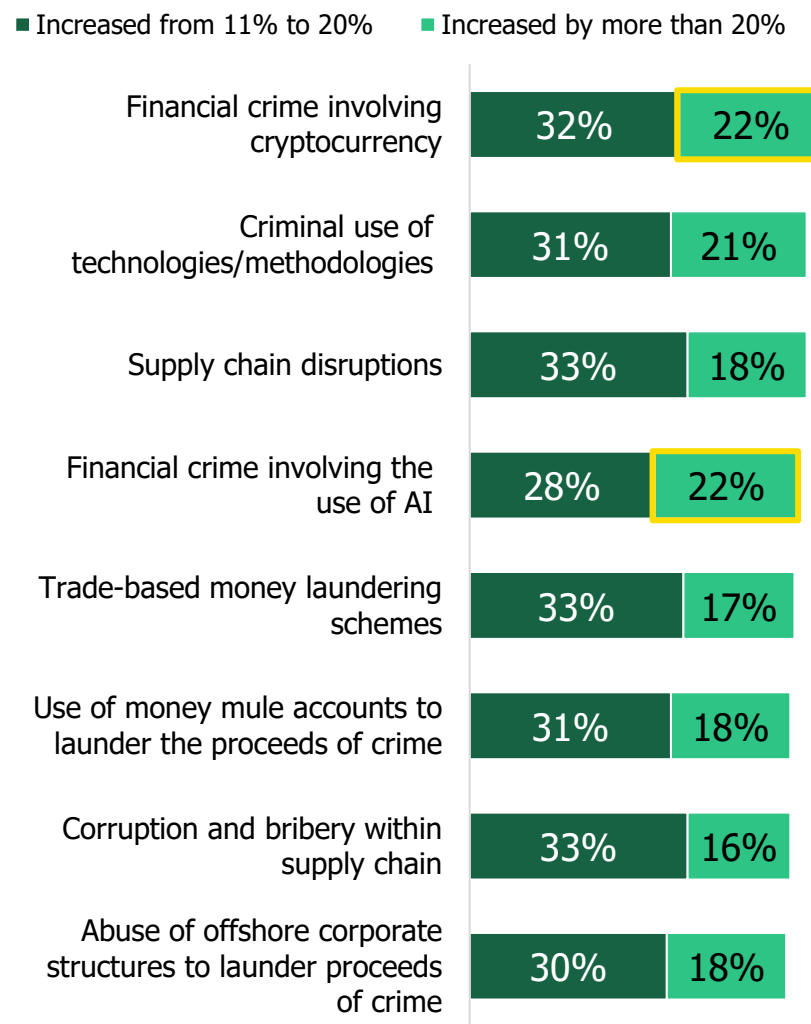 Increased from 11% to 20% Increased by more than 20%
Financial crime involving
cryptocurrency
32% 22%
Criminal use of
technologies/methodologies
31% 21%
Supply chain disruptions
33% 18%
Financial crime involving the
use of AI
28% 22%
Trade-based money laundering
schemes
33% 17%
Use of money mule accounts to
launder the proceeds of crime
31% 18%
Corruption and bribery within
supply chain
33% 16%
Abuse of offshore corporate
structures to launder proceeds
of crime
30% 18%